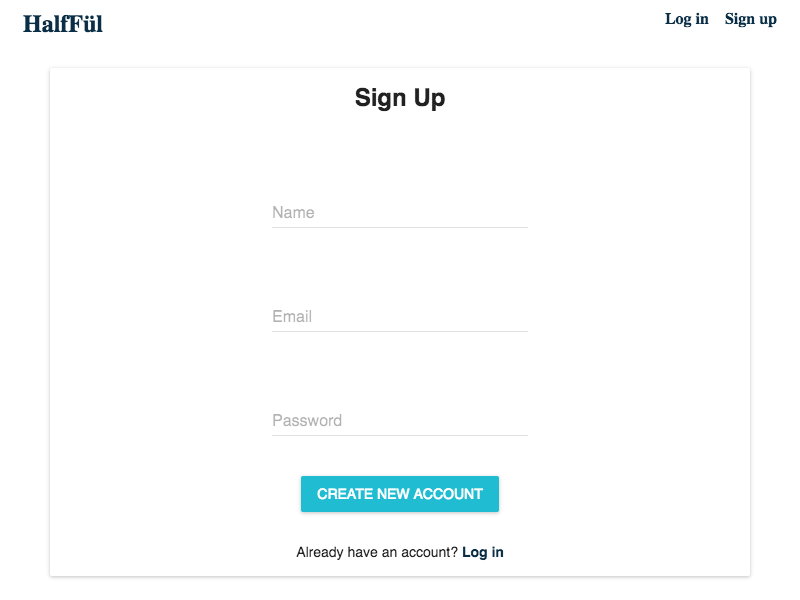 HalfFül
Log in Sign up
Sign Up
Name
Email
Password
CREATE NEW ACCOUNT
Already have an account? Log in